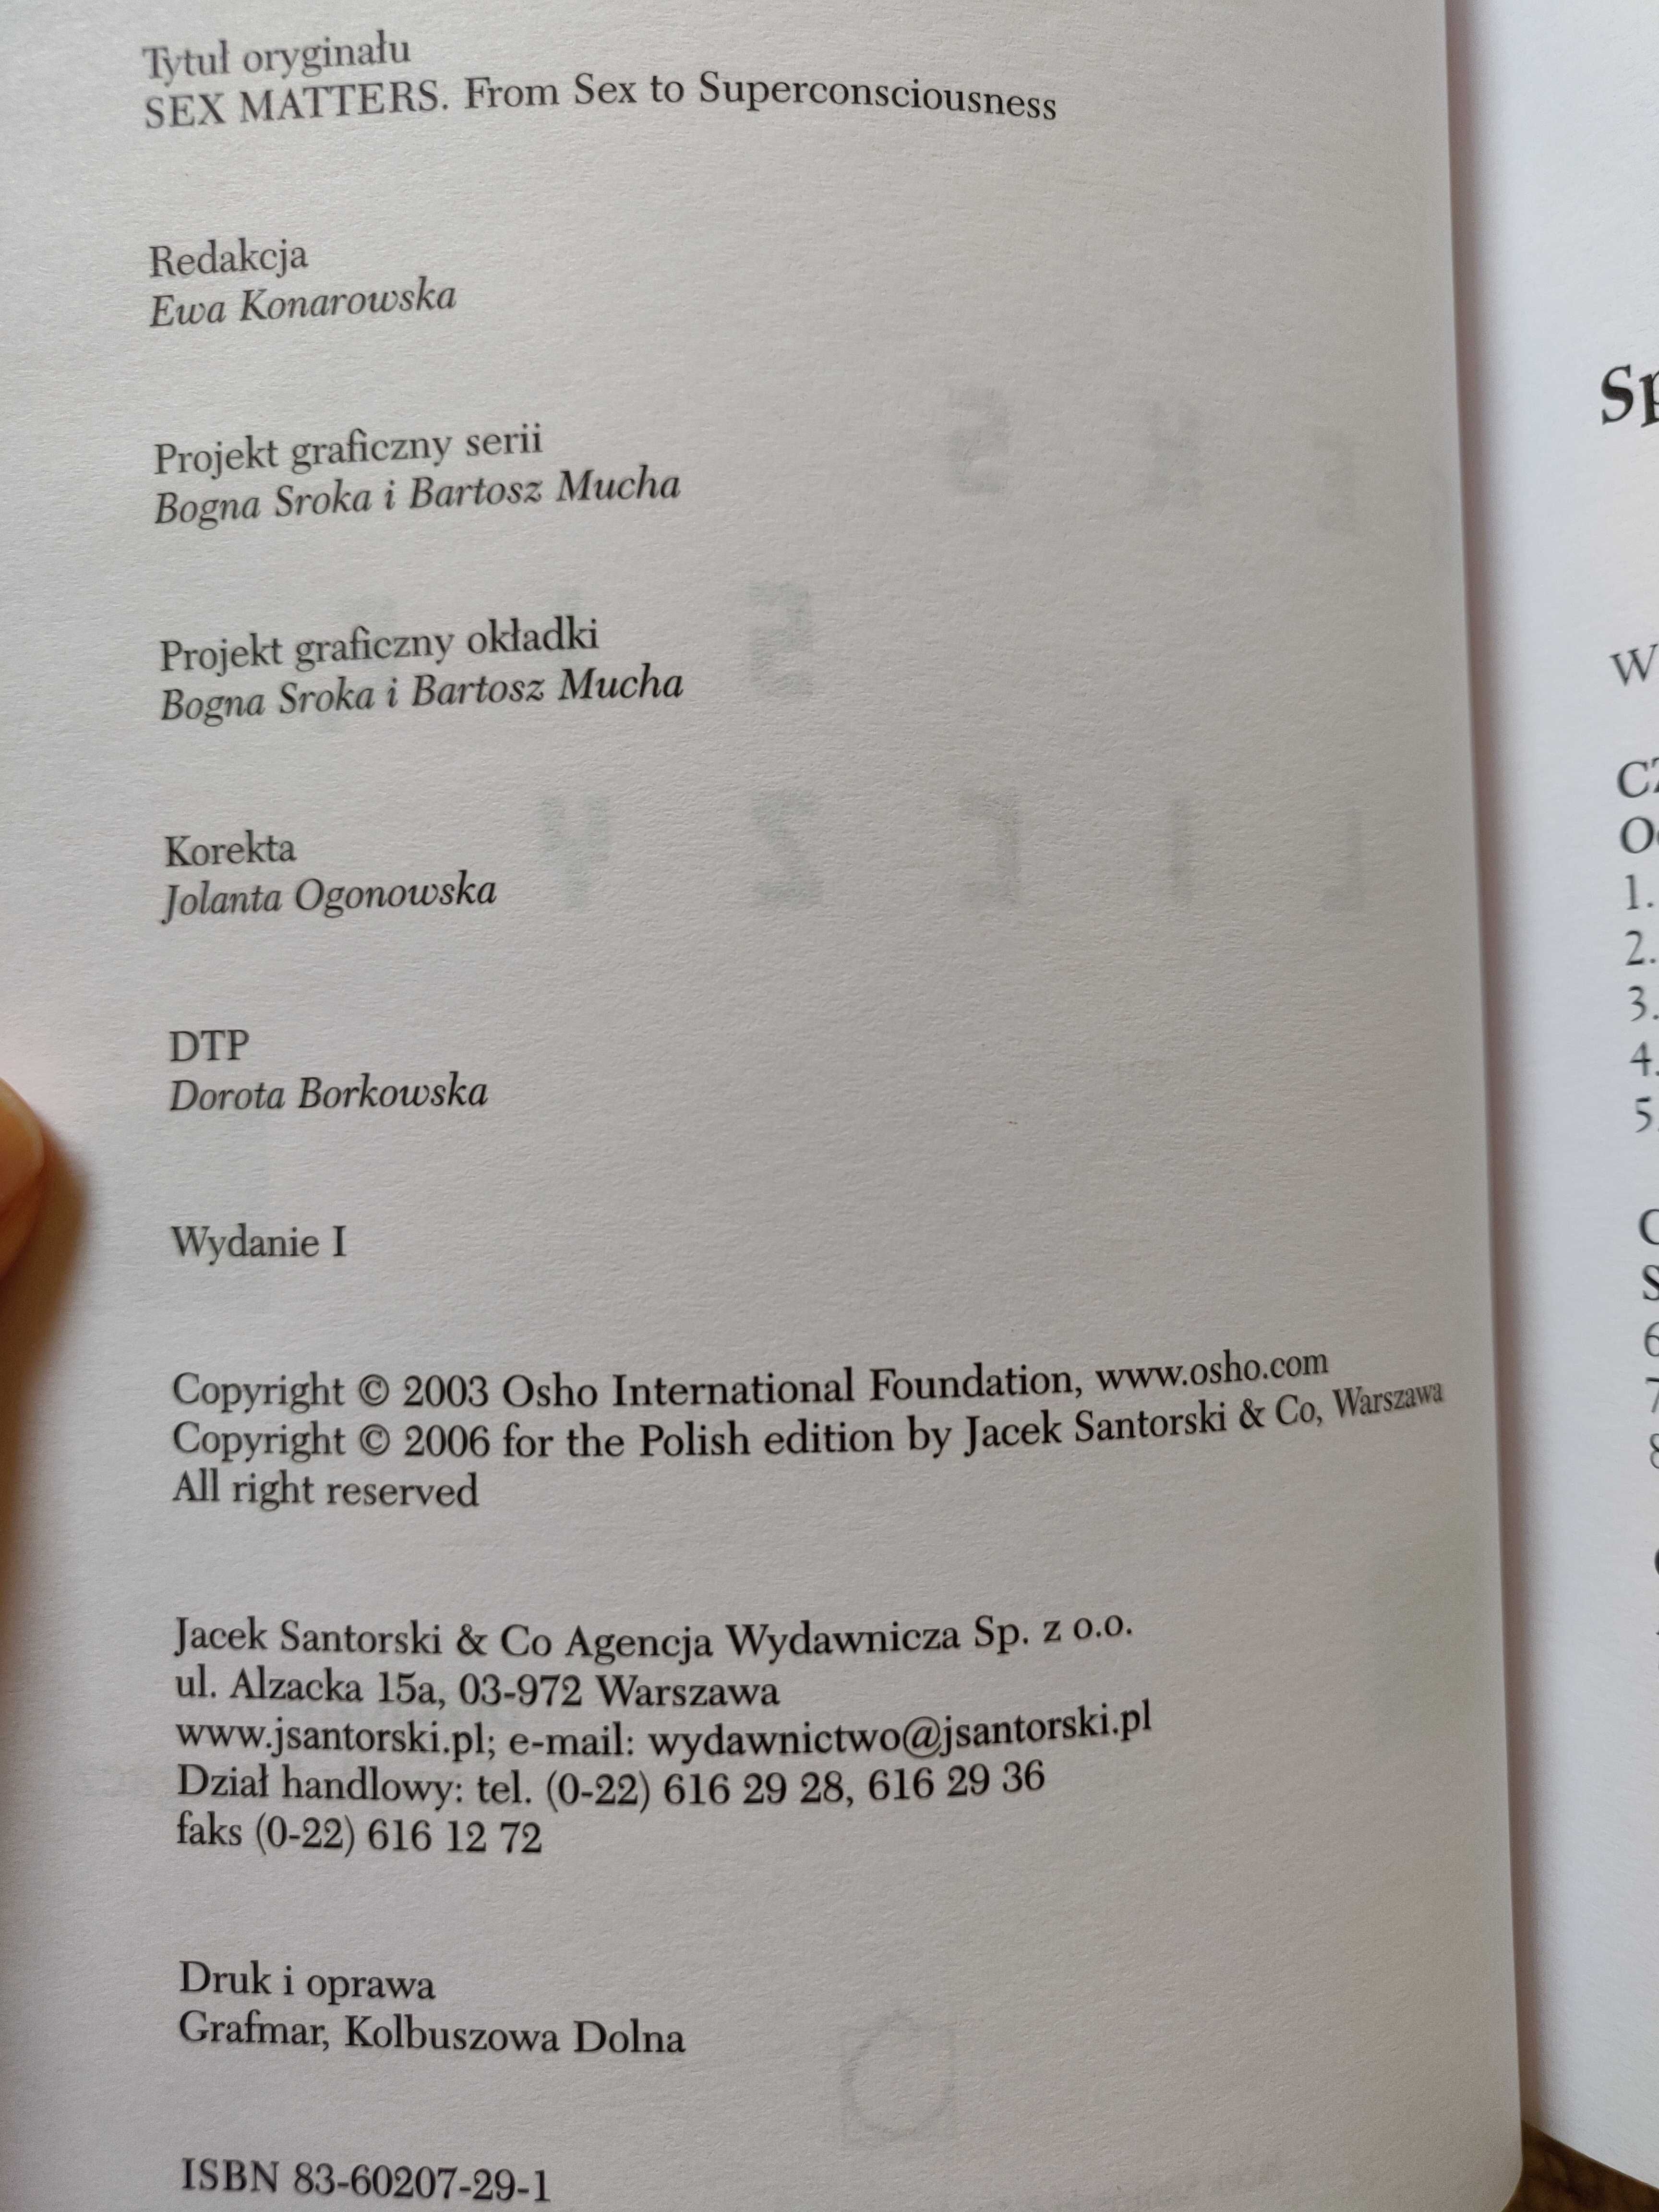 Tytuł oryginału
SEX MATTERS. From Sex to Superconsciousness
Redakcja
Ewa Konarowska
Projekt graficzny serii
Bogna Sroka i Bartosz Mucha
Projekt graficzny okładki
Bogna Sroka i Bartosz Mucha
Korekta
Jolanta Ogonowska
DTP
Dorota Borkowska
Wydanie I
Copyright © 2003 Osho International Foundation, www.osho.com
Copyright © 2006 for the Polish edition by Jacek Santorski & Co, Warszawa
All right reserved
Jacek Santorski & Co Agencja Wydawnicza Sp. z o.o.
ul. Alzacka 15a, 03-972 Warszawa
www.jsantorski.pl; e-mail: wydawnictwo@jsantorski.pl
Dział handlowy: tel. (0-22) 616 29 28, 616 29 36
faks (0-22) 616 12 72
Druk i oprawa
Grafmar, Kolbuszowa Dolna
ISBN 83-60207-29-1
1.
2.
3.
4.
5.